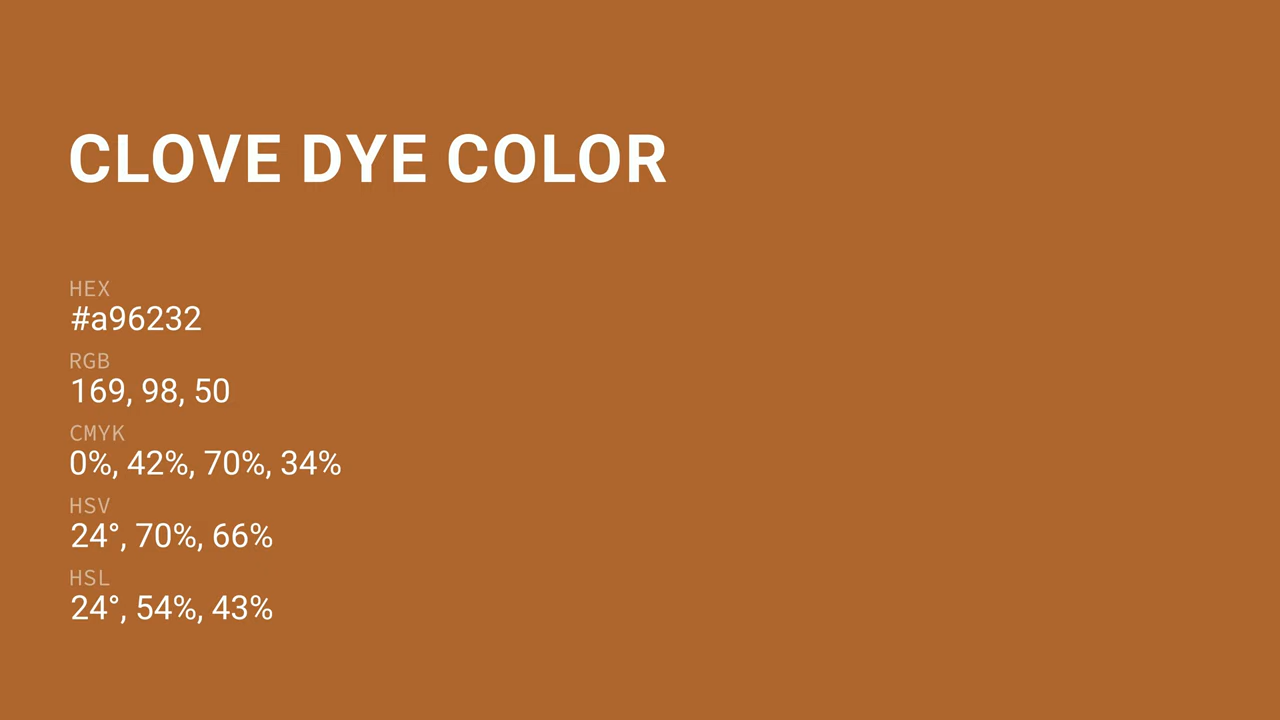 CLOVE DYE COLOR
HEX
#a96232
RGB
169, 98, 50
CMYK
0%, 42%, 70%, 34%
HSV
24°, 70%, 66%
HSL
24°, 54%, 43%